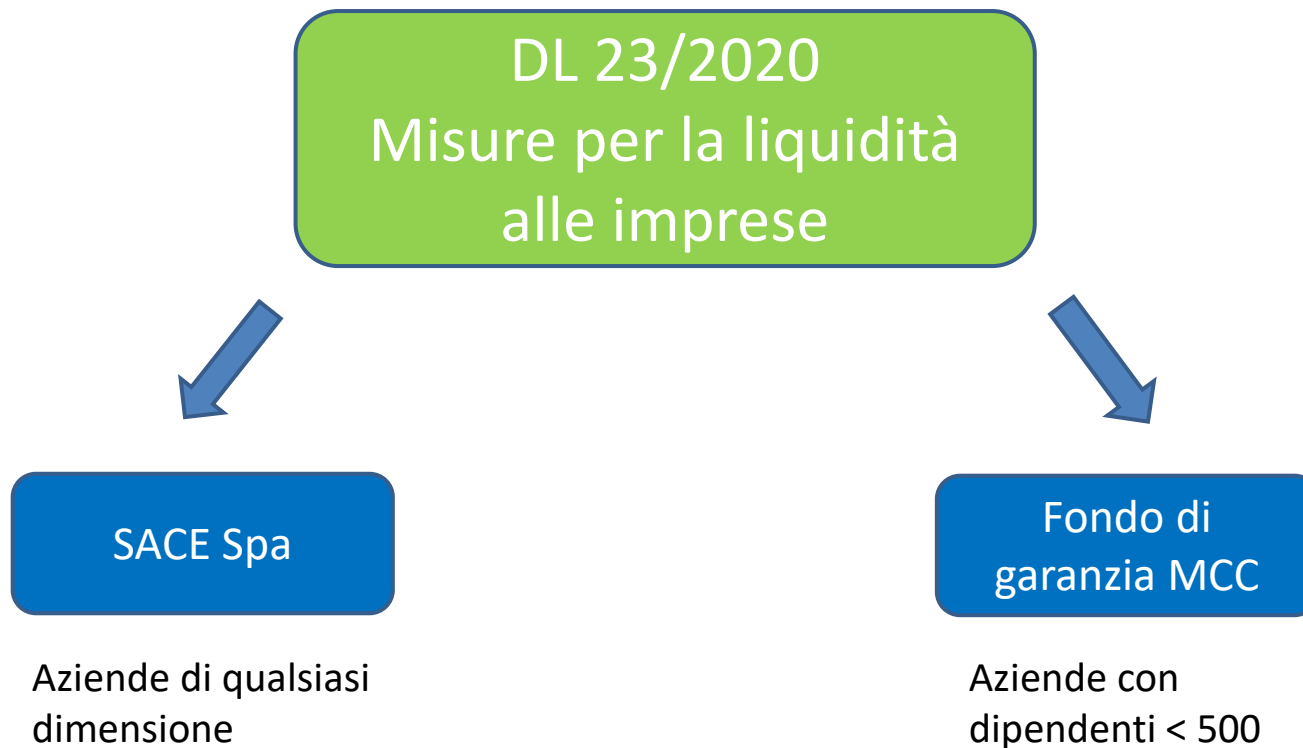 DL 23/2020
Misure per la liquidità
alle imprese
SACE Spa
Fondo di
garanzia MCC
Aziende di qualsiasi
dimensione
Aziende con
dipendenti < 500